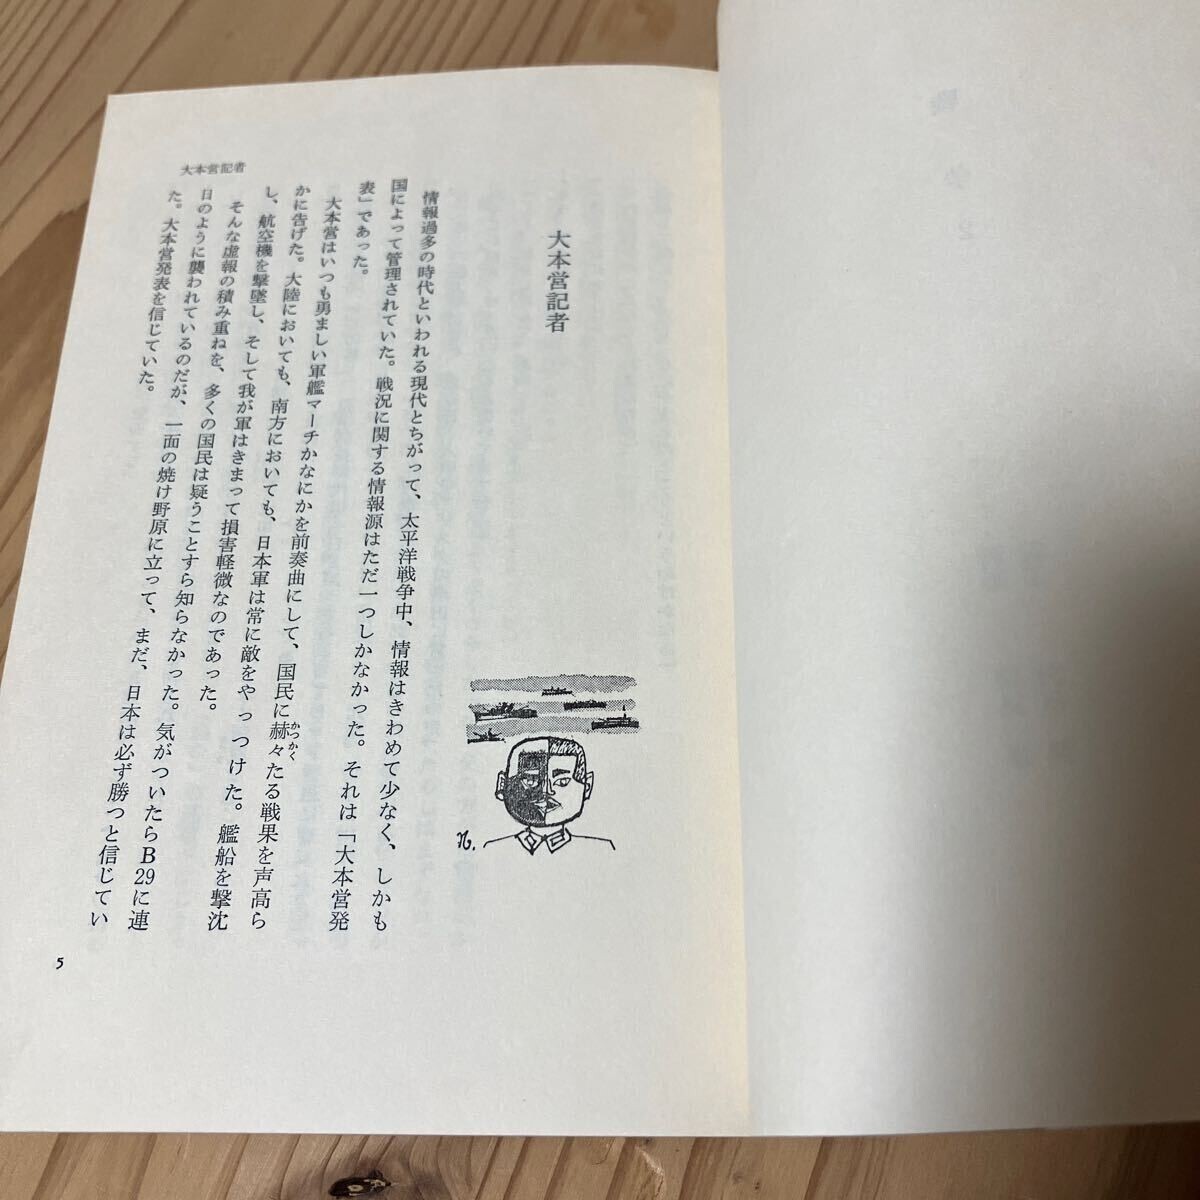 大本営記者
大本営記者
情報過多の時代といわれる現代とちがって、太平洋戦争中、情報はきわめて少なく、しかも
国によって管理されていた。戦況に関する情報源はただ一つしかなかった。それは「大本営発
表」であった。
大本営はいつも勇ましい軍艦マーチかなにかを前奏曲にして、国民に赫々かつかくたる戦果を声高ら
かに告げた。大陸においても、南方においても、日本軍は常に敵をやっつけた。艦船を撃沈
し、航空機を撃墜し、そして我が軍はきまって損害軽微なのであった。
そんな虚報の積み重ねを、多くの国民は疑うことすら知らなかった。気がついたらB29に連
日のように襲われているのだが、一面の焼け野原に立って、まだ、日本は必ず勝つと信じてい
た。大本営発表を信じていた。
5